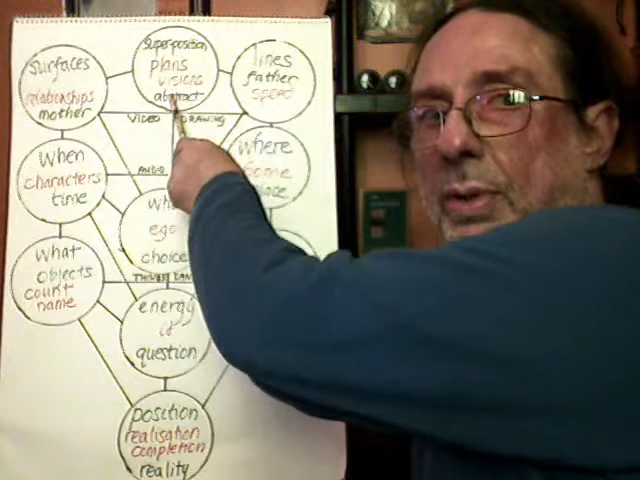 superposition
plans
visions
abstract
surfaces
relationships
mother
lines
father
speed
VIDEO DRAWING
when
characters
time
AUDIO
where
ego
choice
what
objects
count
name
energy
id
question
position
realisation
completion
reality